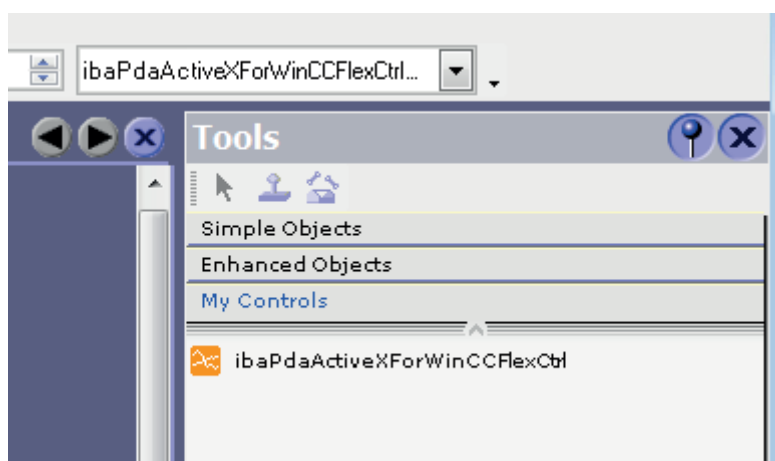 ibaPdaActiveXForWinCCFlexCtrl...
Tools
Simple Objects
Enhanced Objects
My Controls
ibaPdaActiveXForWinCCFlexCtrl